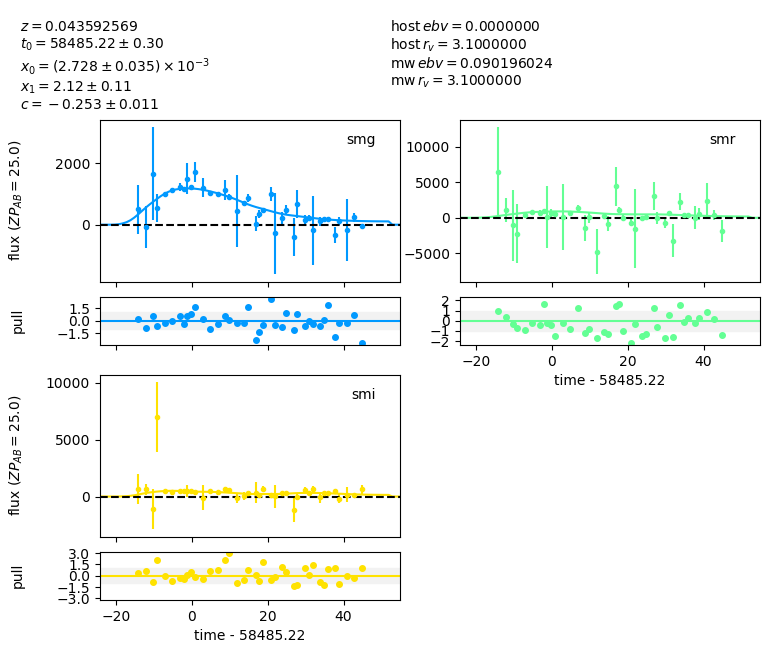 z = 0.043592569
t₀ = 58485.22 ± 0.30
x₀ = (2.728 ± 0.035) × 10⁻³
x₁ = 2.12 ± 0.11
c = −0.253 ± 0.011
host ebv = 0.0000000
host r_v = 3.1000000
mw ebv = 0.090196024
mw r_v = 3.1000000
smg
flux (ZP_AB = 25.0)
2000
0
pull
1.5
0.0
−1.5
smr
10000
5000
0
−5000
2
1
0
−1
−2
−20
0
20
40
time - 58485.22
smi
flux (ZP_AB = 25.0)
10000
5000
0
pull
3.0
1.5
0.0
−1.5
−3.0
−20
0
20
40
time - 58485.22